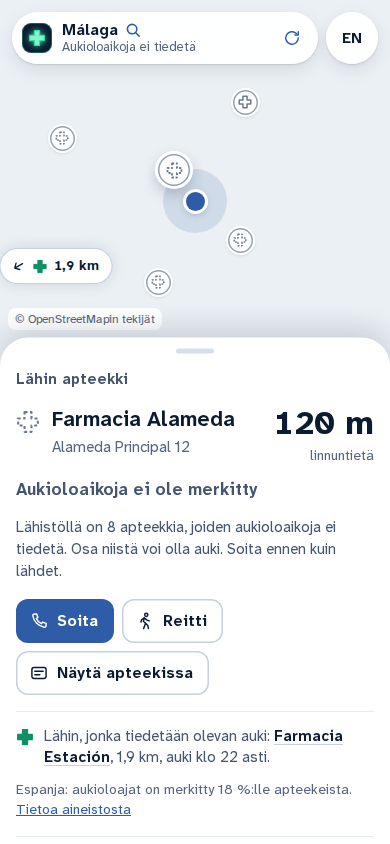 Málaga
Aukioloaikoja ei tiedetä
EN
1,9 km
© OpenStreetMapin tekijät
Lähin apteekki
Farmacia Alameda
120 m
Alameda Principal 12
linnuntietä
Aukioloaikoja ei ole merkitty
Lähistöllä on 8 apteekkia, joiden aukioloaikoja ei
tiedetä. Osa niistä voi olla auki. Soita ennen kuin
lähdet.
Soita
Reitti
Näytä apteekissa
Lähin, jonka tiedetään olevan auki: Farmacia
Estación, 1,9 km, auki klo 22 asti.
Espanja: aukioloajat on merkitty 18 %:lle apteekeista.
Tietoa aineistosta